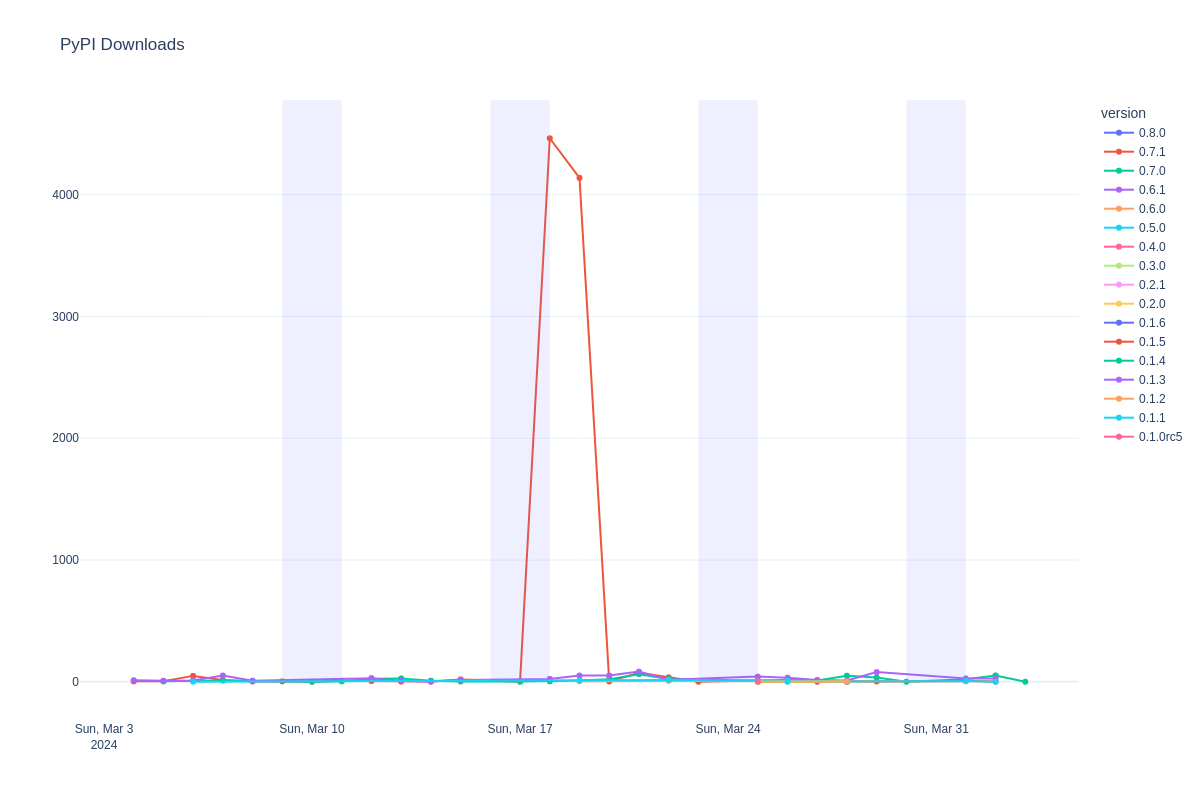 PyPI Downloads
version
0.8.0
0.7.1
0.7.0
0.6.1
0.6.0
0.5.0
0.4.0
0.3.0
0.2.1
0.2.0
0.1.6
0.1.5
0.1.4
0.1.3
0.1.2
0.1.1
0.1.0rc5
4000
3000
2000
1000
0
Sun, Mar 3
2024
Sun, Mar 10
Sun, Mar 17
Sun, Mar 24
Sun, Mar 31